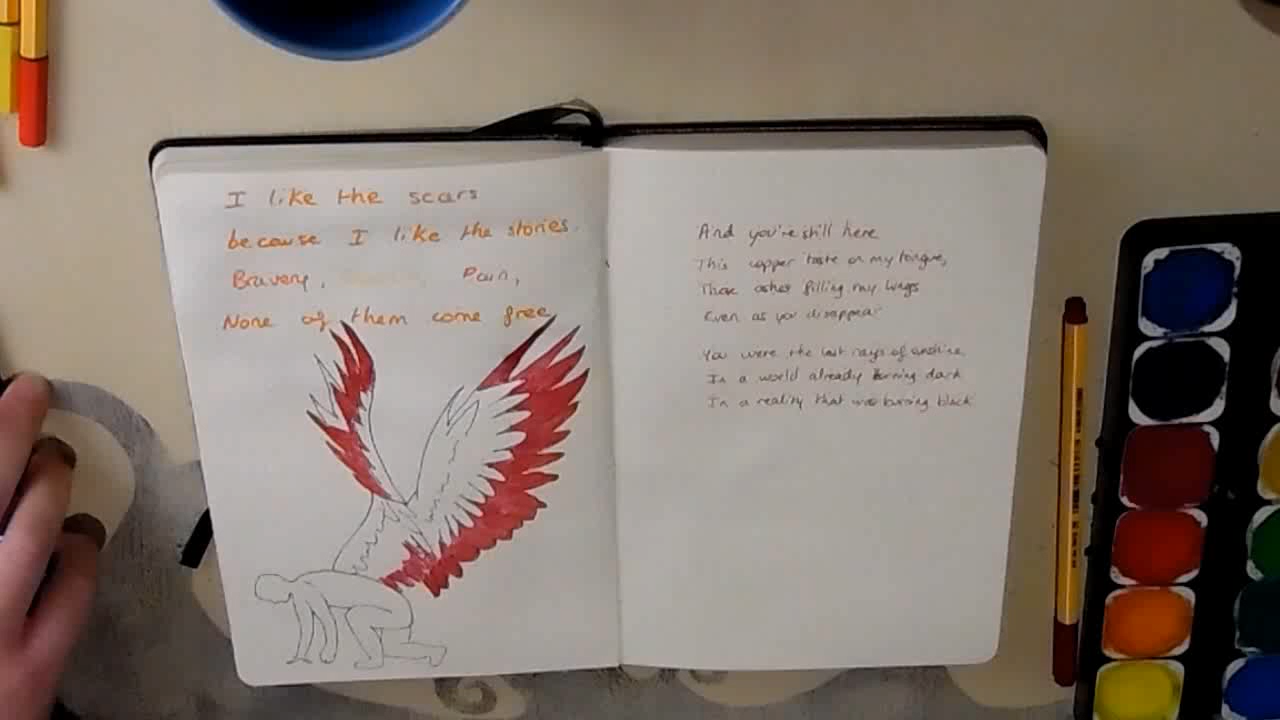 I like the scars
because I like the stories.
Bravery, Pain,
None of them come free
And you're still here
This copper taste on my tongue,
These ashes filling my lungs
Even as you disappear
You were the last rays of sunshine
In a world already burning dark
In a reality that was burning black